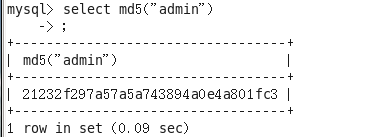 mysql> select md5("admin")
    -> ;
+----------------------------------+
| md5("admin")                     |
+----------------------------------+
| 21232f297a57a5a743894a0e4a801fc3 |
+----------------------------------+
1 row in set (0.09 sec)